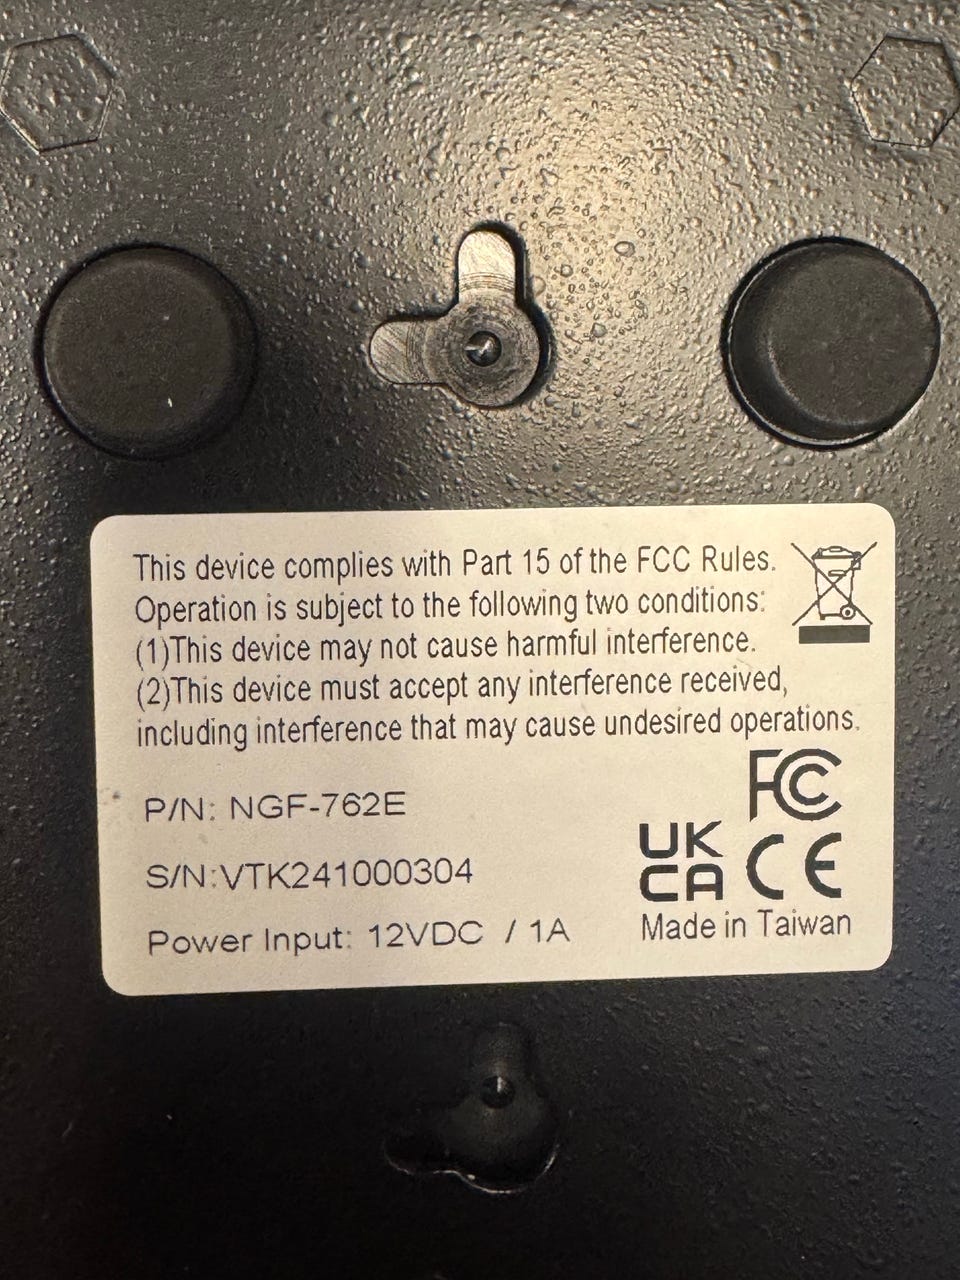 This device complies with Part 15 of the FCC Rules.
Operation is subject to the following two conditions:
(1)This device may not cause harmful interference.
(2)This device must accept any interference received,
including interference that may cause undesired operations.
FC
P/N: NGF-762E
UK
CA CE
S/N:VTK241000304
Made in Taiwan
Power Input: 12VDC / 1A